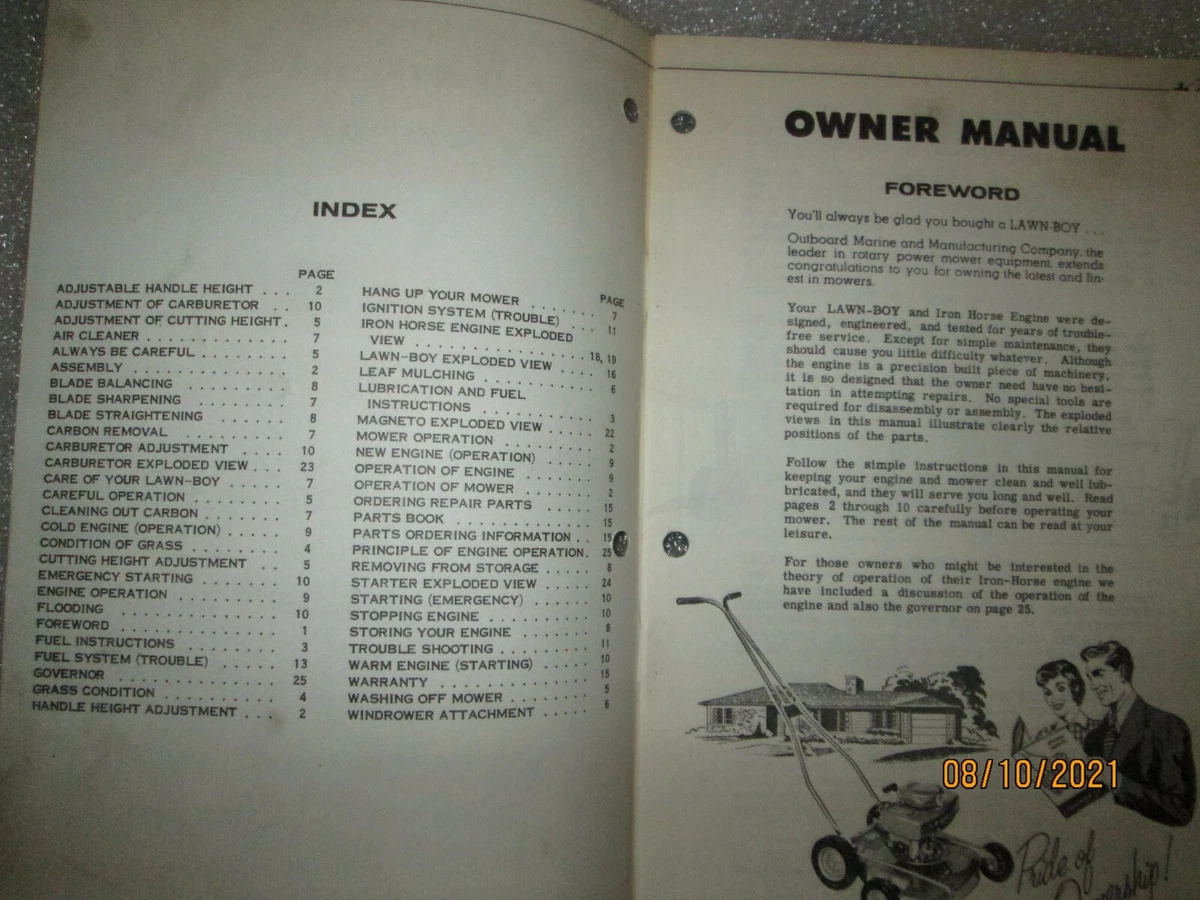 INDEX
PAGE
ADJUSTABLE HANDLE HEIGHT . . . 2
ADJUSTMENT OF CARBURETOR . . . 10
ADJUSTMENT OF CUTTING HEIGHT . 5
AIR CLEANER . . . . . . . . . . 7
ALWAYS BE CAREFUL . . . . . . . 5
ASSEMBLY . . . . . . . . . . . 2
BLADE BALANCING . . . . . . . . 8
BLADE SHARPENING . . . . . . . 7
BLADE STRAIGHTENING . . . . . . 8
CARBON REMOVAL . . . . . . . . 7
CARBURETOR ADJUSTMENT . . . . 10
CARBURETOR EXPLODED VIEW . . . 23
CARE OF YOUR LAWN-BOY . . . . . 7
CAREFUL OPERATION . . . . . . . 5
CLEANING OUT CARBON . . . . . . 7
COLD ENGINE (OPERATION) . . . . 9
CONDITION OF GRASS . . . . . . . 4
CUTTING HEIGHT ADJUSTMENT . . 5
EMERGENCY STARTING . . . . . . 10
ENGINE OPERATION . . . . . . . 9
FLOODING . . . . . . . . . . . 10
FOREWORD . . . . . . . . . . . 1
FUEL INSTRUCTIONS . . . . . . . 3
FUEL SYSTEM (TROUBLE) . . . . . 13
GOVERNOR . . . . . . . . . . . 25
GRASS CONDITION . . . . . . . . 4
HANDLE HEIGHT ADJUSTMENT . . . 2
PAGE
HANG UP YOUR MOWER . . . . . . 7
IGNITION SYSTEM (TROUBLE) . . . 11
IRON HORSE ENGINE EXPLODED
VIEW . . . . . . . . . . . . 18, 19
LAWN-BOY EXPLODED VIEW . . . . 16
LEAF MULCHING . . . . . . . . . 6
LUBRICATION AND FUEL
INSTRUCTIONS . . . . . . . . . 3
MAGNETO EXPLODED VIEW . . . . . 22
MOWER OPERATION . . . . . . . . 2
NEW ENGINE (OPERATION) . . . . . 9
OPERATION OF ENGINE . . . . . . 9
OPERATION OF MOWER . . . . . . . 2
ORDERING REPAIR PARTS . . . . . 15
PARTS BOOK . . . . . . . . . . 15
PARTS ORDERING INFORMATION . . 15
PRINCIPLE OF ENGINE OPERATION . 25
REMOVING FROM STORAGE . . . . . 8
STARTER EXPLODED VIEW . . . . . 24
STARTING (EMERGENCY) . . . . . . 10
STOPPING ENGINE . . . . . . . . 10
STORING YOUR ENGINE . . . . . . 8
TROUBLE SHOOTING . . . . . . . . 11
WARM ENGINE (STARTING) . . . . . 10
WARRANTY . . . . . . . . . . . 15
WASHING OFF MOWER . . . . . . . 5
WINDROWER ATTACHMENT . . . . . 6
OWNER MANUAL
FOREWORD
You'll always be glad you bought a LAWN-BOY . . .
Outboard Marine and Manufacturing Company, the
leader in rotary power mower equipment, extends
congratulations to you for owning the latest and fin-
est in mowers.
Your LAWN-BOY and Iron Horse Engine were de-
signed, engineered, and tested for years of trouble-
free service. Except for simple maintenance, they
should cause you little difficulty whatever. Although
the engine is a precision built piece of machinery,
it is so designed that the owner need have no hesi-
tation in attempting repairs. No special tools are
required for disassembly or assembly. The exploded
views in this manual illustrate clearly the relative
positions of the parts.
Follow the simple instructions in this manual for
keeping your engine and mower clean and well lub-
bricated, and they will serve you long and well. Read
pages 2 through 10 carefully before operating your
mower. The rest of the manual can be read at your
leisure.
For those owners who might be interested in the
theory of operation of their Iron-Horse engine we
have included a discussion of the operation of the
engine and also the governor on page 25.
08/10/2021
Pride of
Ownership!